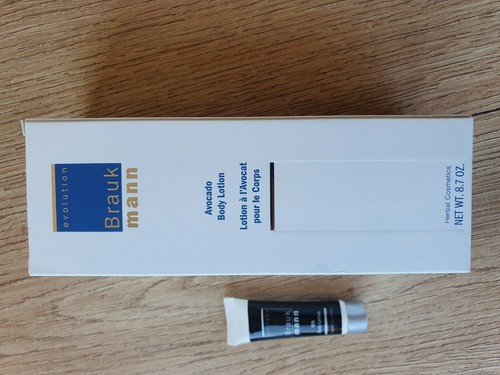 evolution
Brauk
mann
Avocado
Body Lotion
Lotion à l'Avocat
pour le Corps
Herbal Cosmetics
NET WT. 8.7 OZ.
Brauk
mann